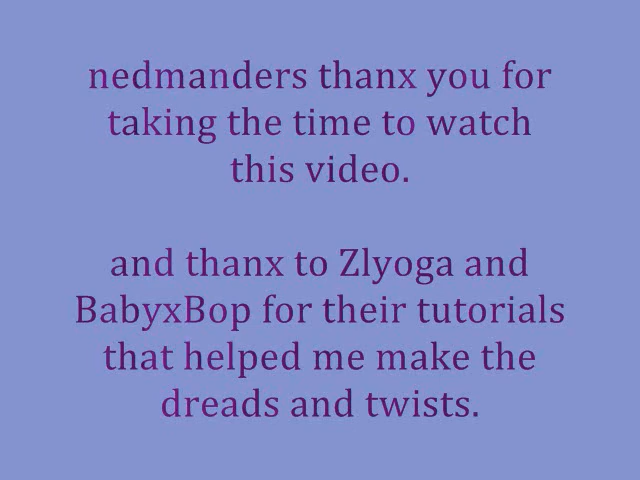 nedmanders thanx you for
taking the time to watch
this video.
and thanx to Zlyoga and
BabyxBop for their tutorials
that helped me make the
dreads and twists.